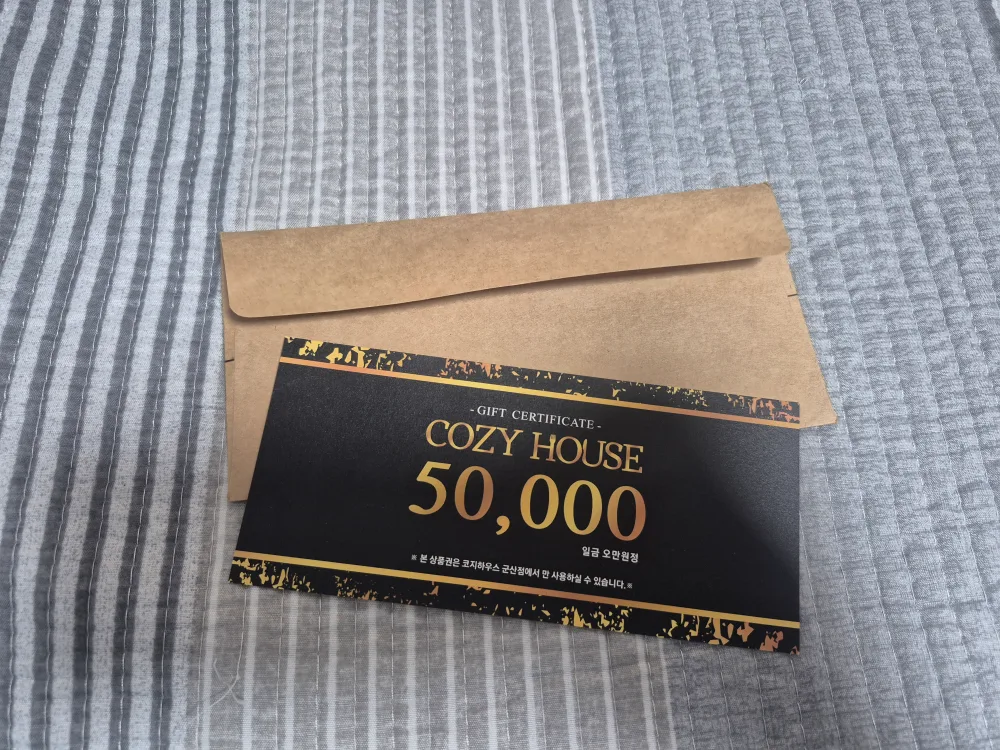 - GIFT CERTIFICATE -
COZY HOUSE
50,000
일금 오만원정
※ 본 상품권은 코지하우스 군산점에서 만 사용하실 수 있습니다.※